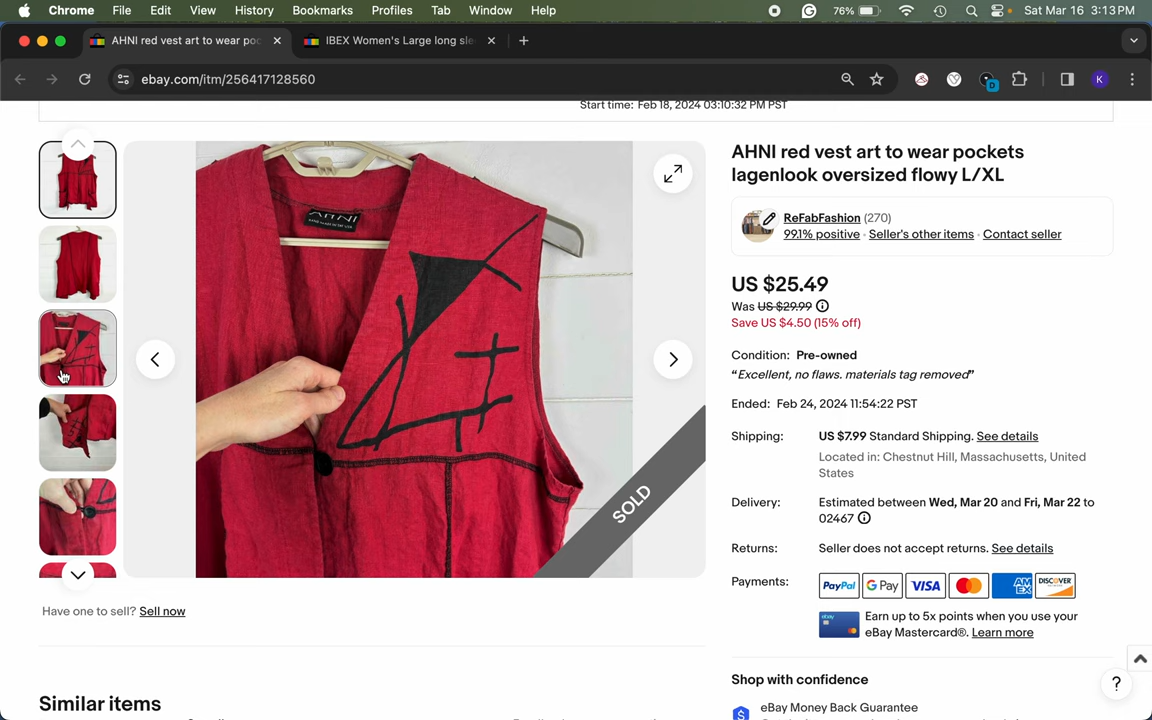 Chrome File Edit View History Bookmarks Profiles Tab Window Help 76% Sat Mar 16 3:13 PM
AHNI red vest art to wear poc IBEX Women's Large long sle
ebay.com/itm/256417128560 K
Start time: Feb 18, 2024 03:10:32 PM PST
AHNI red vest art to wear pockets
lagenlook oversized flowy L/XL
ReFabFashion (270)
99.1% positive · Seller's other items · Contact seller
US $25.49
Was US $29.99
Save US $4.50 (15% off)
Condition: Pre-owned
“Excellent, no flaws. materials tag removed”
Ended: Feb 24, 2024 11:54:22 PST
Shipping: US $7.99 Standard Shipping. See details
Located in: Chestnut Hill, Massachusetts, United
States
Delivery: Estimated between Wed, Mar 20 and Fri, Mar 22 to
02467
Returns: Seller does not accept returns. See details
Payments: PayPal G Pay VISA MasterCard AM EX DISCOVER
Earn up to 5x points when you use your
eBay Mastercard®. Learn more
Shop with confidence
eBay Money Back Guarantee
AHNI
SOLD
Have one to sell? Sell now
Similar items
?